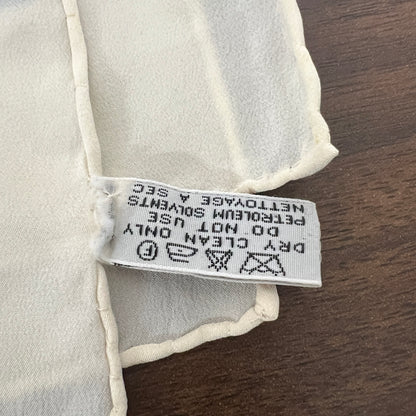 F
DRY CLEAN ONLY
DO NOT USE
PETROLEUM SOLVENTS
NETTOYAGE A SEC